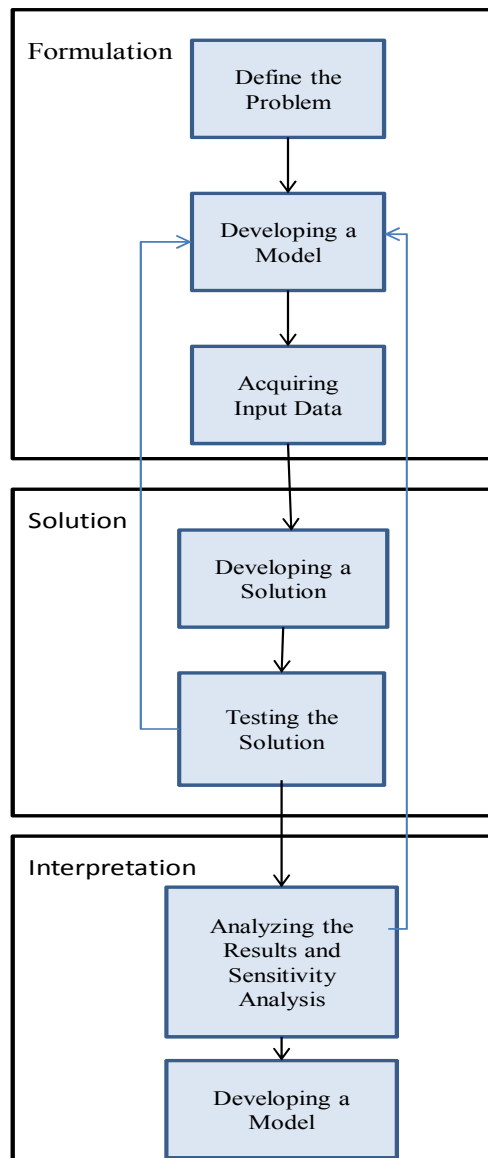 Formulation
Define the
Problem
Developing a
Model
Acquiring
Input Data
Solution
Developing a
Solution
Testing the
Solution
Interpretation
Analyzing the
Results and
Sensitivity
Analysis
Developing a
Model